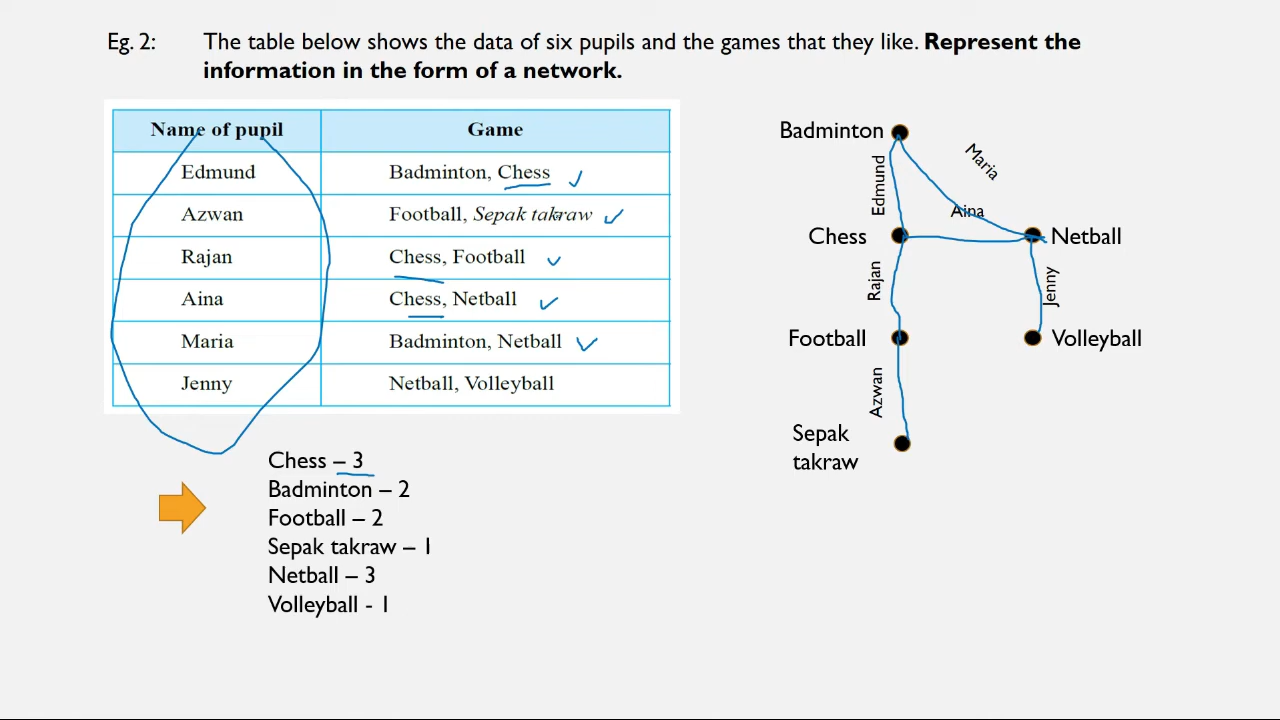 Eg. 2: The table below shows the data of six pupils and the games that they like. Represent the
information in the form of a network.
Name of pupil Game
Edmund Badminton, Chess
Azwan Football, Sepak takraw
Rajan Chess, Football
Aina Chess, Netball
Maria Badminton, Netball
Jenny Netball, Volleyball
Chess – 3
Badminton – 2
Football – 2
Sepak takraw – 1
Netball – 3
Volleyball - 1
Badminton
Maria
Edmund
Aina
Chess
Netball
Rajan
Jenny
Football
Volleyball
Azwan
Sepak
takraw